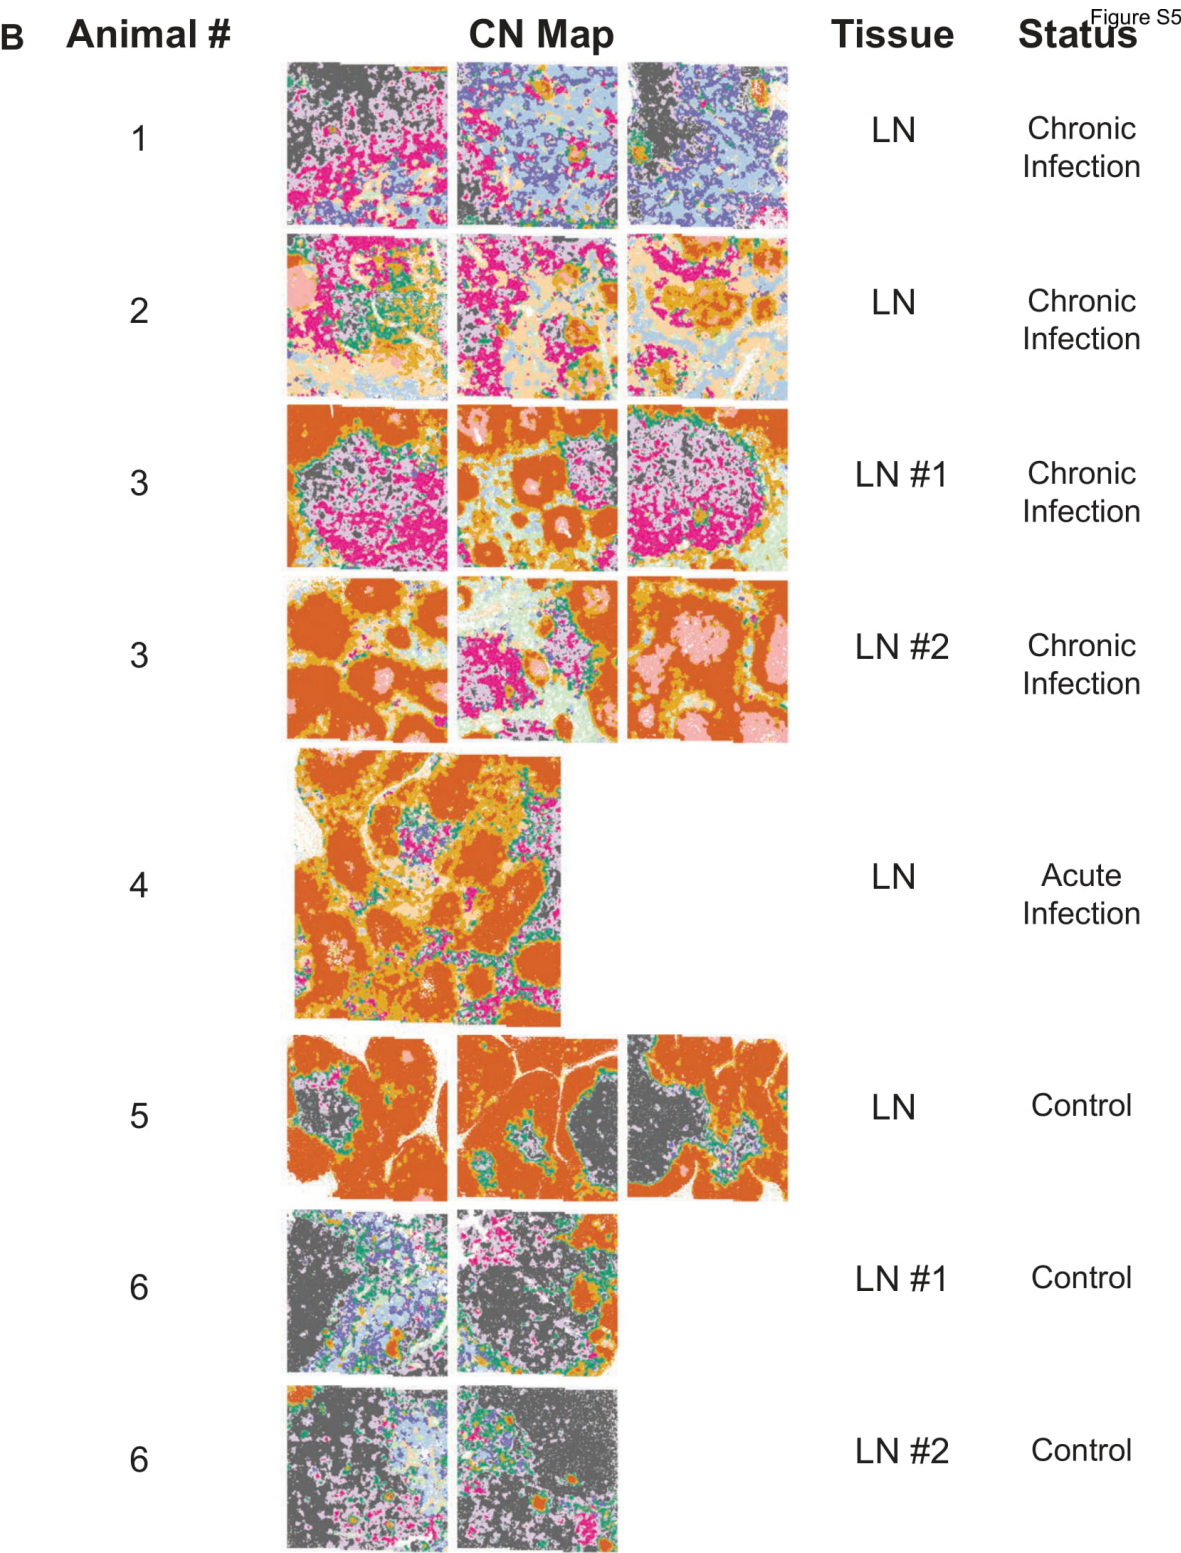 Figure S5
B Animal # CN Map Tissue Status
1 LN Chronic
Infection
2 LN Chronic
Infection
3 LN #1 Chronic
Infection
3 LN #2 Chronic
Infection
4 LN Acute
Infection
5 LN Control
6 LN #1 Control
6 LN #2 Control